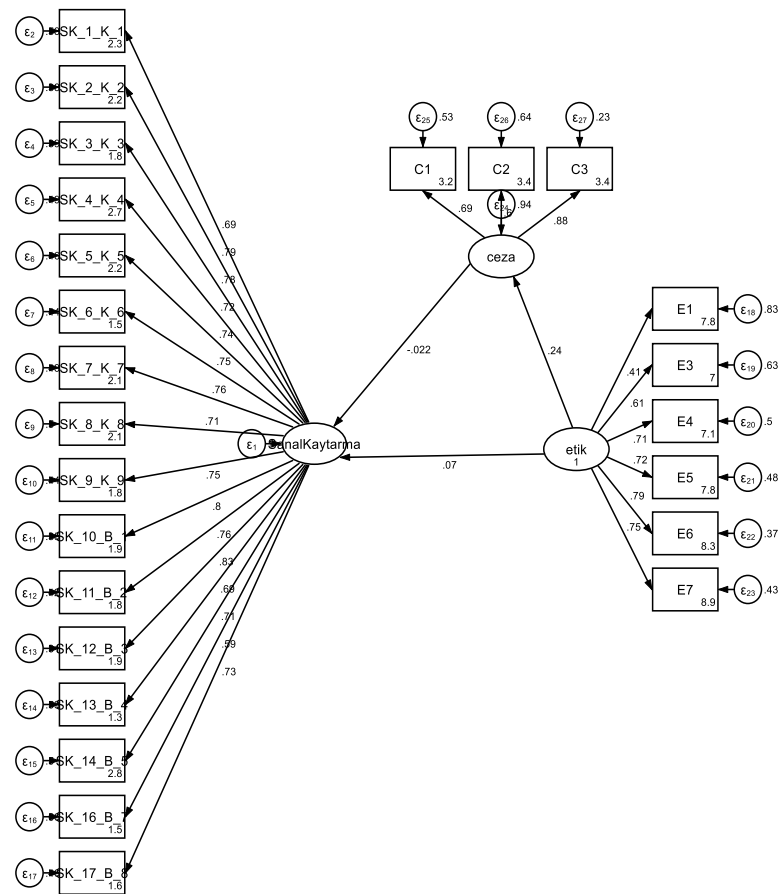 ε2 SK_1_K_1 2.3
ε3 SK_2_K_2 2.2
ε4 SK_3_K_3 1.8
ε5 SK_4_K_4 2.7
ε6 SK_5_K_5 2.2
ε7 SK_6_K_6 1.5
ε8 SK_7_K_7 2.1
ε9 SK_8_K_8 2.1
ε10 SK_9_K_9 1.8
ε11 SK_10_B_ 1.9
ε12 SK_11_B_2 1.8
ε13 SK_12_B_3 1.9
ε14 SK_13_B_4 1.3
ε15 SK_14_B_5 2.8
ε16 SK_16_B_7 1.5
ε17 SK_17_B_8 1.6
.69
.79
.78
.72
.74
.75
.76
.71
.75
.8
.76
.83
.69
.71
.59
.73
ε1 SanalKaytarma
ε25 .53
ε26 .64
ε27 .23
C1 3.2
C2 3.4
C3 3.4
.69
.88
ε24 .94
ceza
-.022
.24
.07
etik
1
.41
.61
.71
.72
.79
.75
E1 7.8 ε18 .83
E3 7 ε19 .63
E4 7.1 ε20 .5
E5 7.8 ε21 .48
E6 8.3 ε22 .37
E7 8.9 ε23 .43